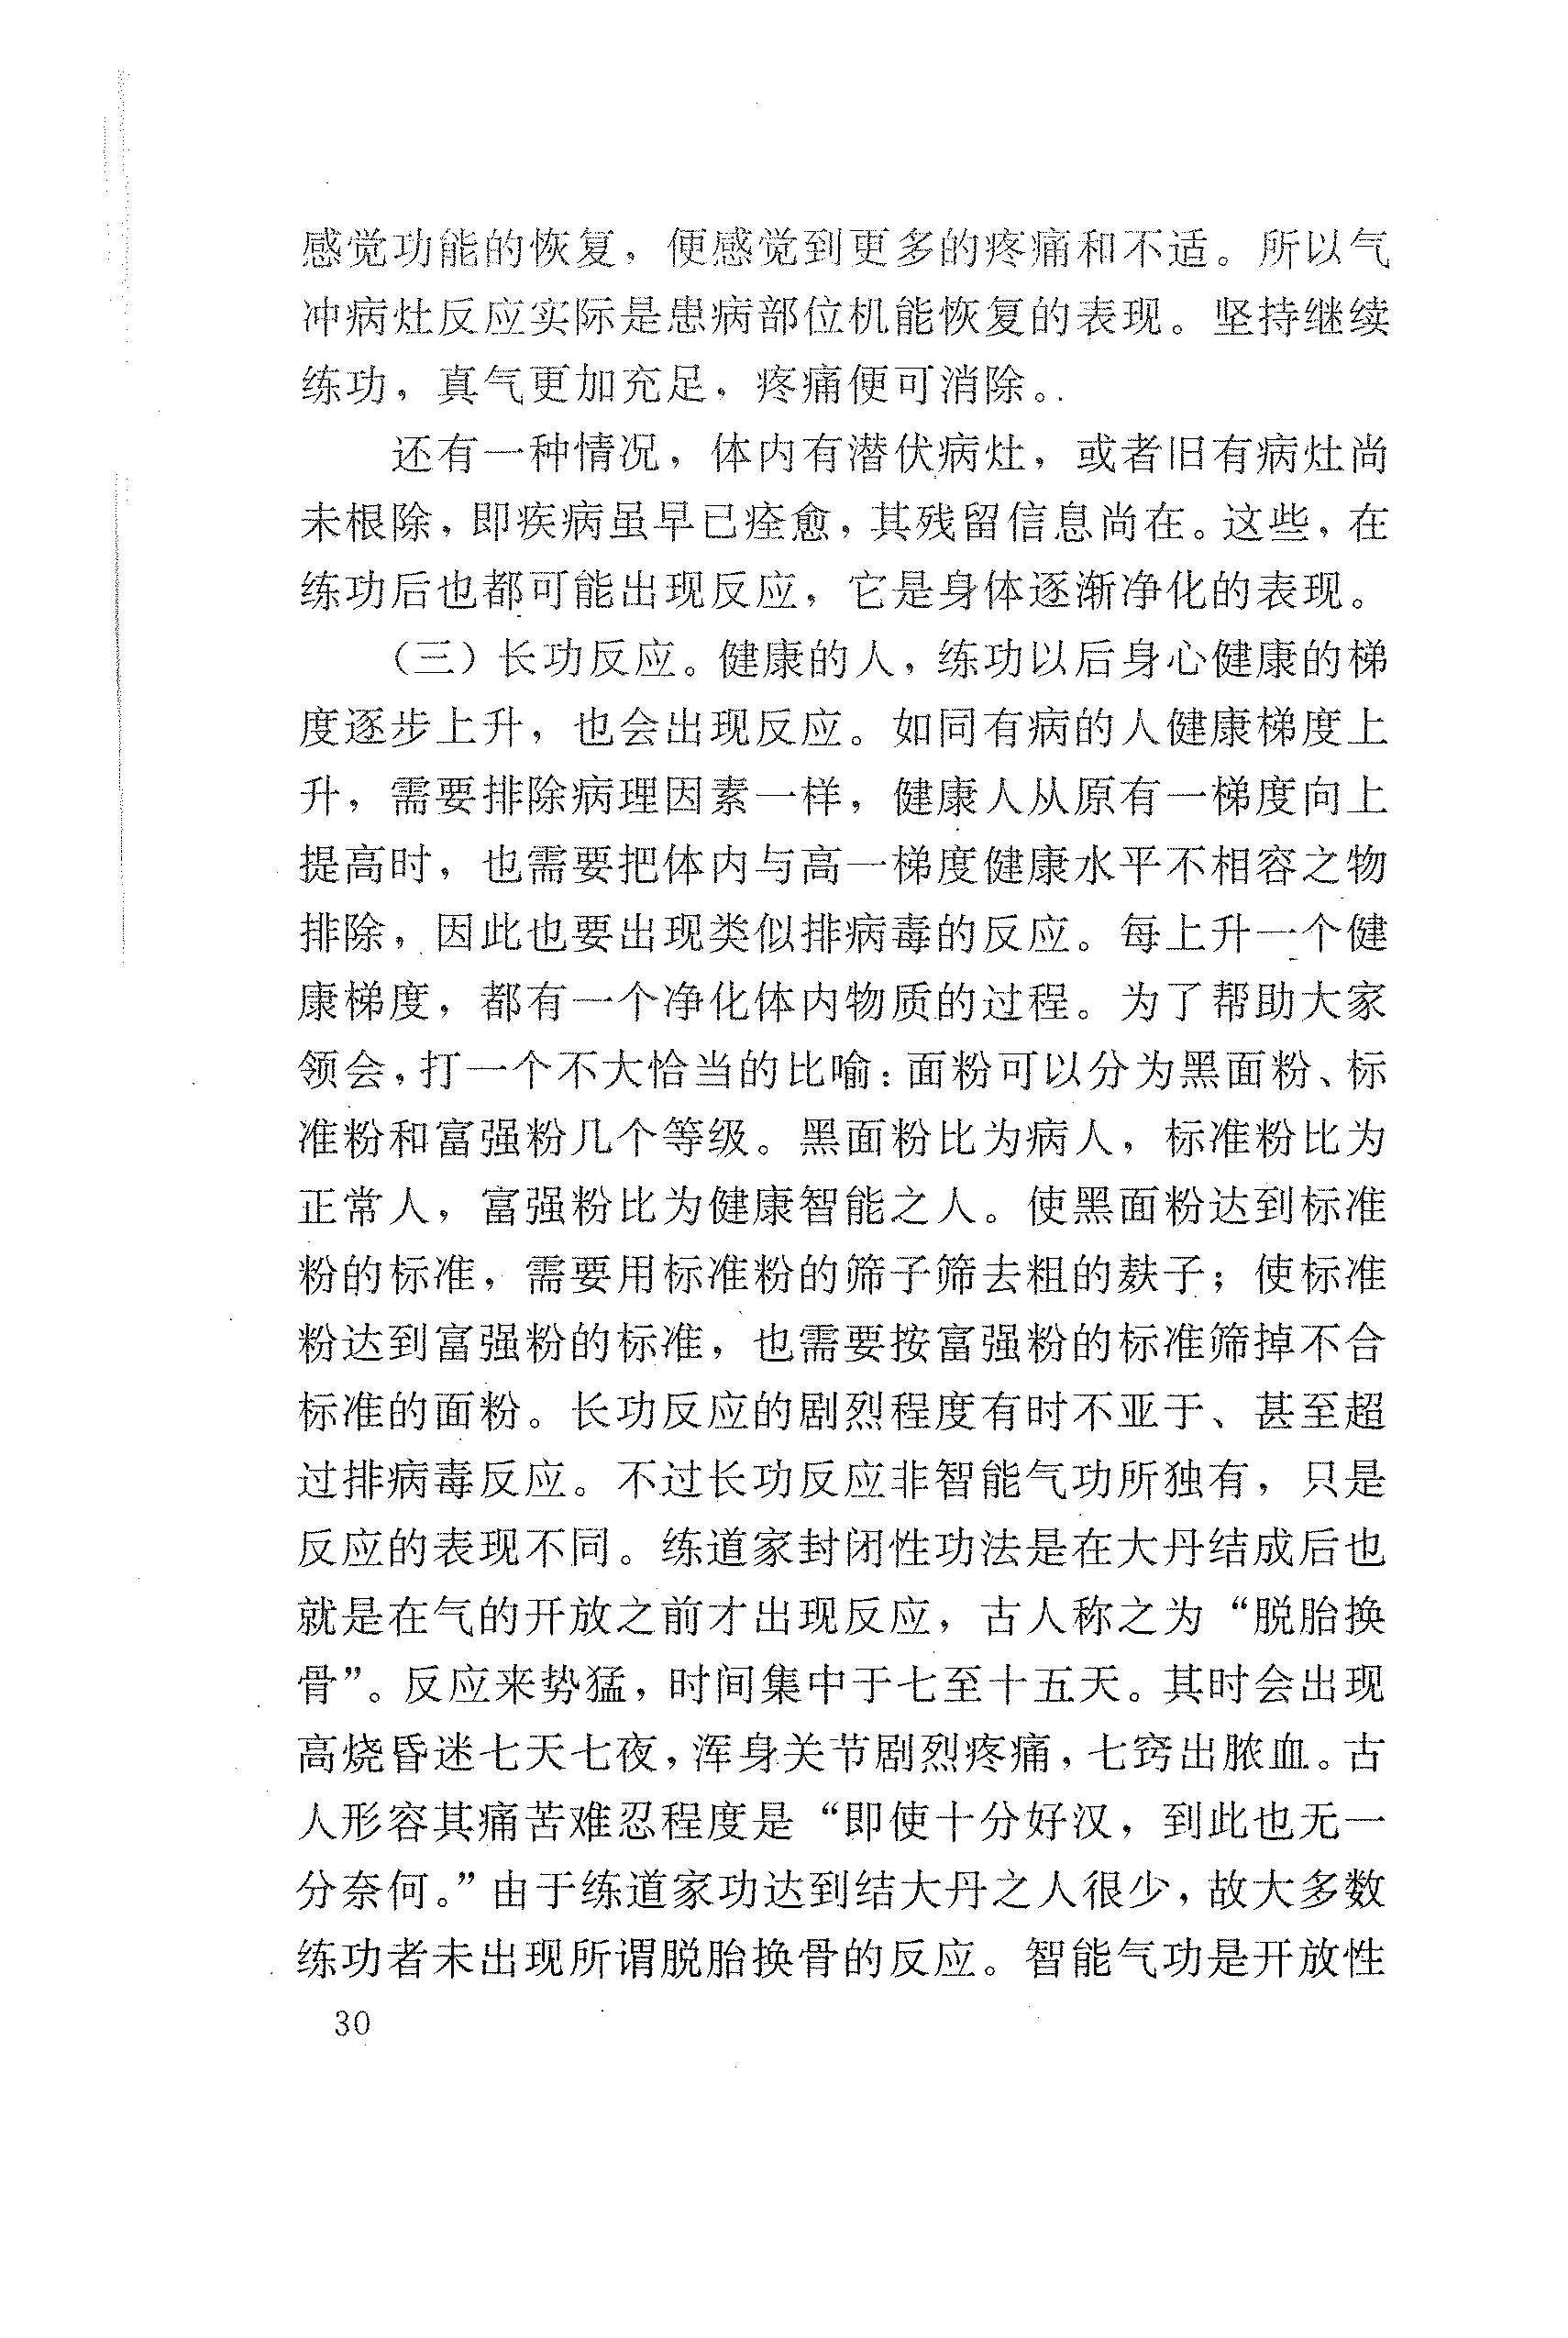 感觉功能的恢复，便感觉到更多的疼痛和不适。所以气
冲病灶反应实际是患病部位机能恢复的表现。坚持继续
练功，真气更加充足，疼痛便可消除。
还有一种情况，体内有潜伏病灶，或者旧有病灶尚
未根除，即疾病虽早已痊愈，其残留信息尚在。这些，在
练功后也都可能出现反应，它是身体逐渐净化的表现。
（三）长功反应。健康的人，练功以后身心健康的梯
度逐步上升，也会出现反应。如同有病的人健康梯度上
升，需要排除病理因素一样，健康人从原有一梯度向上
提高时，也需要把体内与高一梯度健康水平不相容之物
排除，因此也要出现类似排病毒的反应。每上升一个健
康梯度，都有一个净化体内物质的过程。为了帮助大家
领会，打一个不大恰当的比喻：面粉可以分为黑面粉、标
准粉和富强粉几个等级。黑面粉比为病人，标准粉比为
正常人，富强粉比为健康智能之人。使黑面粉达到标准
粉的标准，需要用标准粉的筛子筛去粗的麸子；使标准
粉达到富强粉的标准，也需要按富强粉的标准筛掉不合
标准的面粉。长功反应的剧烈程度有时不亚于、甚至超
过排病毒反应。不过长功反应非智能气功所独有，只是
反应的表现不同。练道家封闭性功法是在大丹结成后也
就是在气的开放之前才出现反应，古人称之为“脱胎换
骨”。反应来势猛，时间集中于七至十五天。其时会出现
高烧昏迷七天七夜，浑身关节剧烈疼痛，七窍出脓血。古
人形容其痛苦难忍程度是“即使十分好汉，到此也无一
分奈何。”由于练道家功达到结大丹之人很少，故大多数
练功者未出现所谓脱胎换骨的反应。智能气功是开放性
30